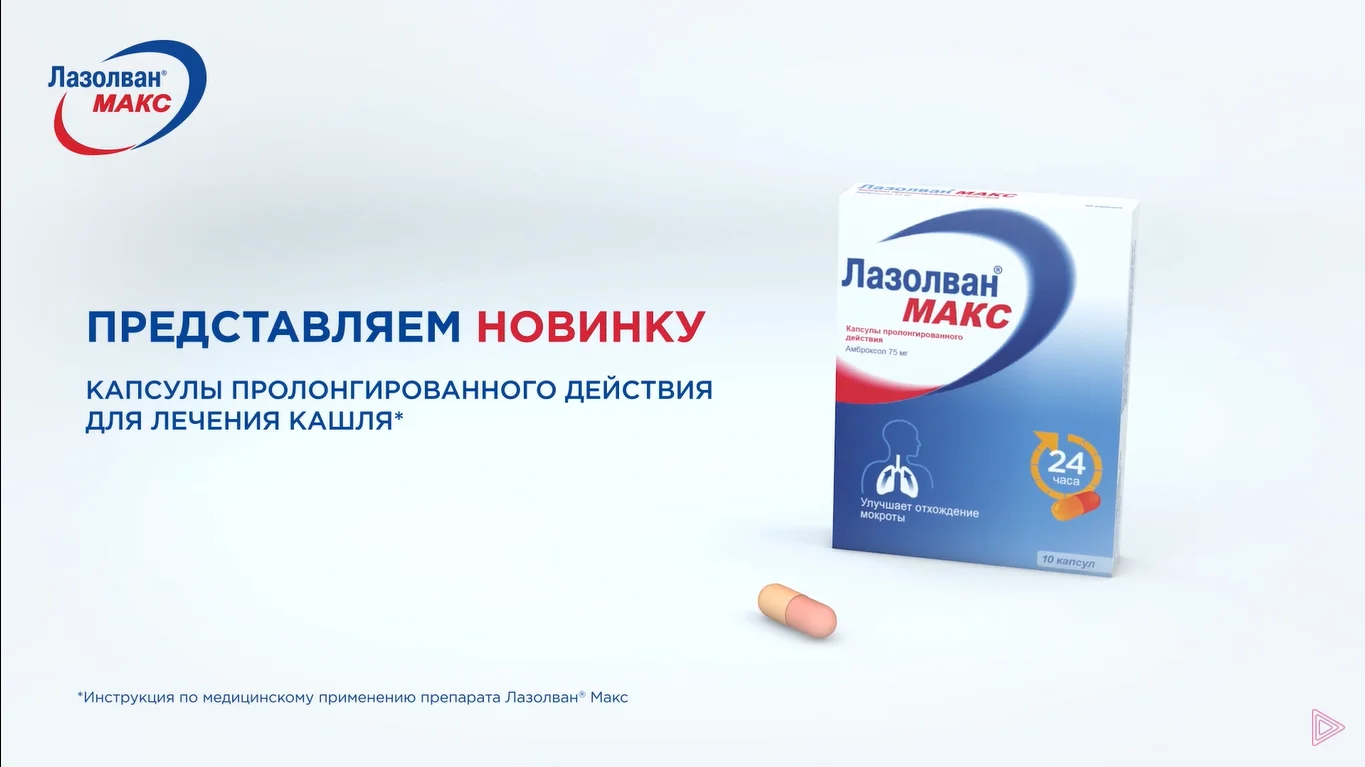 Лазолван®
МАКС
ПРЕДСТАВЛЯЕМ НОВИНКУ
КАПСУЛЫ ПРОЛОНГИРОВАННОГО ДЕЙСТВИЯ
ДЛЯ ЛЕЧЕНИЯ КАШЛЯ*
Лазолван МАКС
Лазолван®
МАКС
Капсулы пролонгированного
действия
Амброксол 75 мг
24
часа
Улучшает отхождение
мокроты
10 капсул
*Инструкция по медицинскому применению препарата Лазолван® Макс